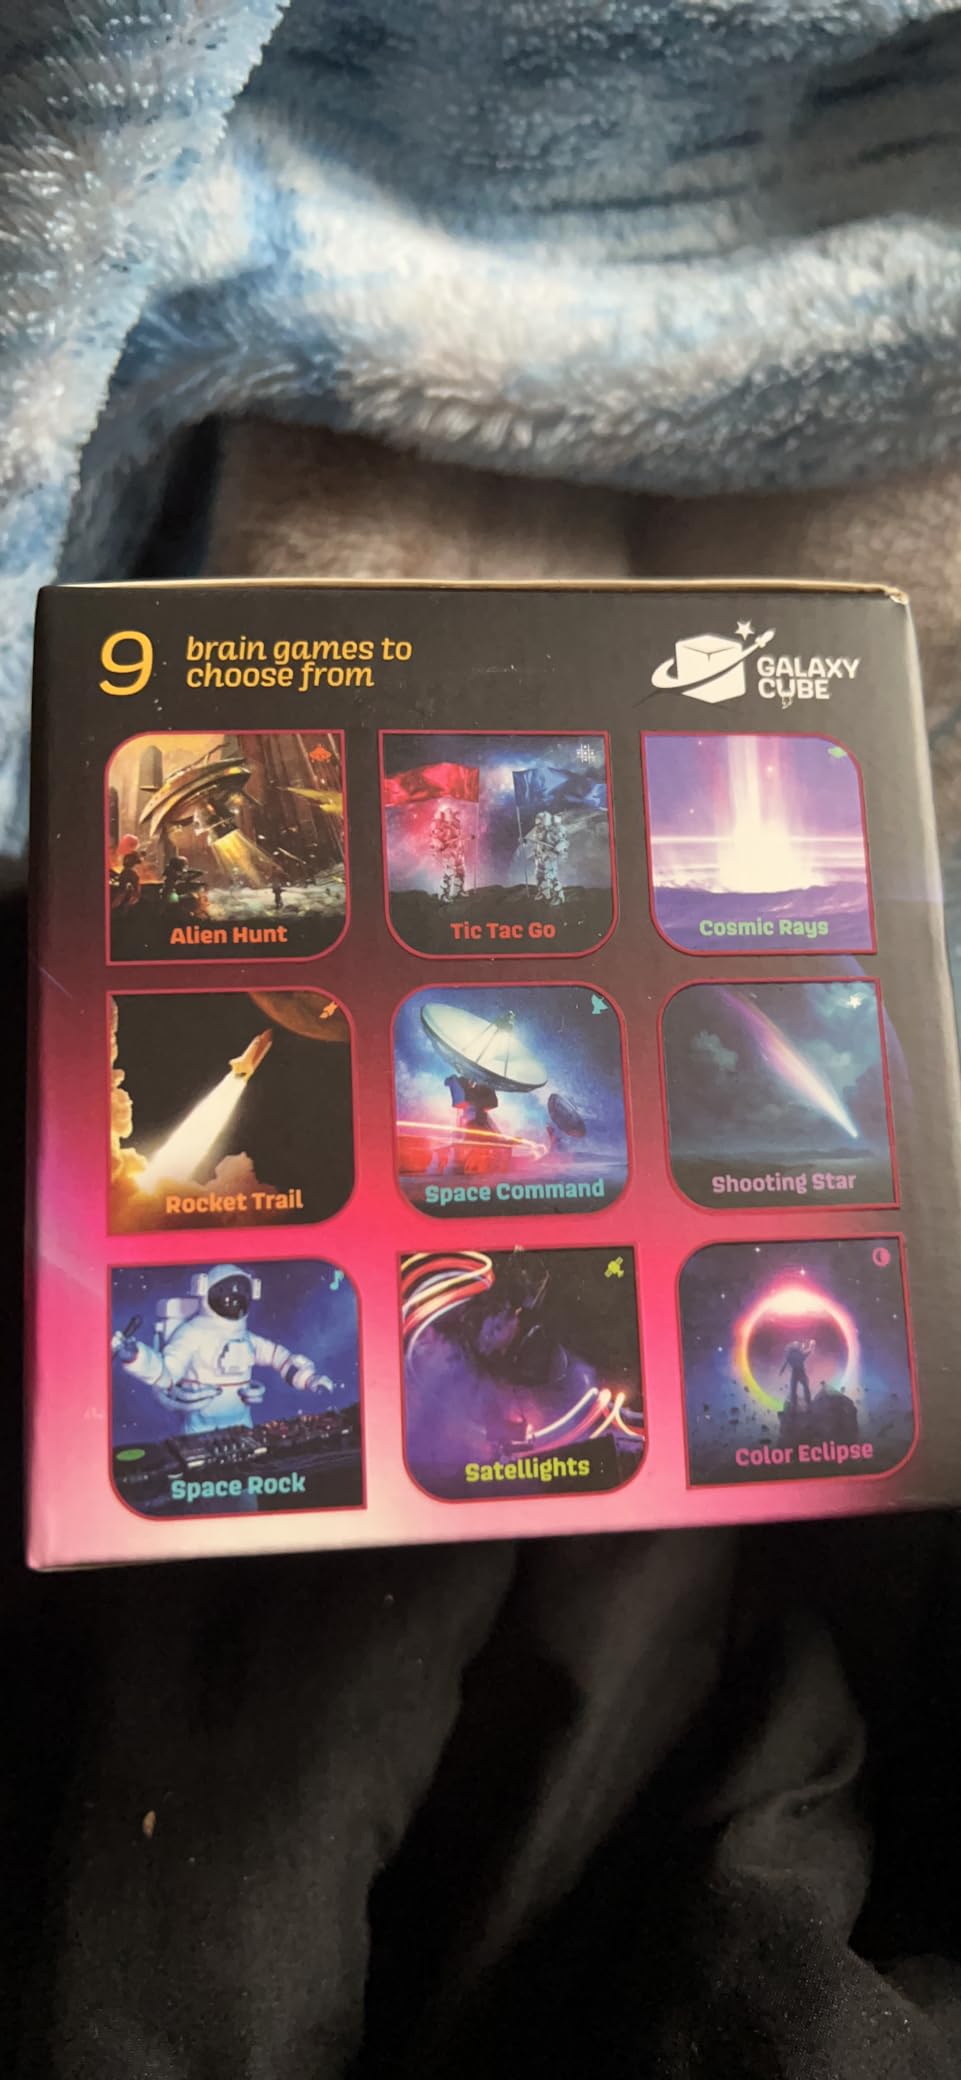 9
brain games to
choose from
GALAXY
CUBE
Alien Hunt
Tic Tac Go
Cosmic Rays
Rocket Trail
Space Command
Shooting Star
Space Rock
Satellights
Color Eclipse